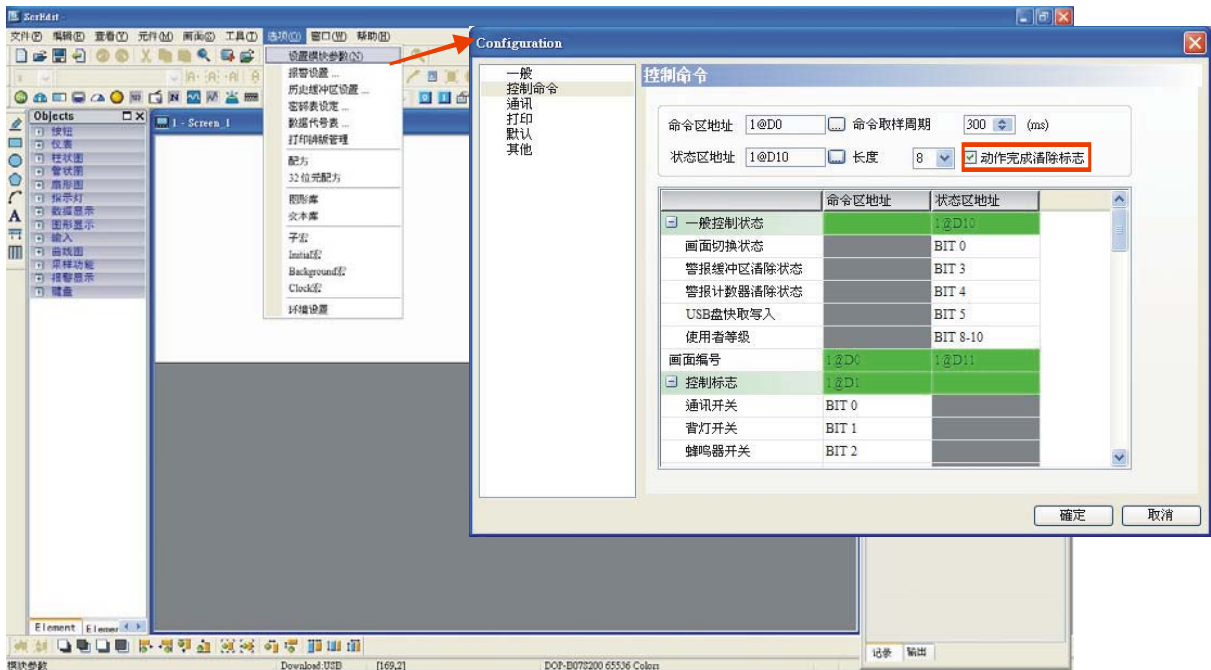 ScrEdit
文件(F) 编辑(E) 查看(V) 元件(M) 画面(S) 工具(T) 选项(O) 窗口(W) 帮助(H)
设置模块参数(N)
报警设置 ...
历史缓冲区设置 ...
密码表设定 ...
数据代号表 ...
打印排版管理
配方
32 位元配方
图形库
文本库
子宏
Initial宏
Background宏
Clock宏
环境设置
Objects
按钮
仪表
柱状图
管状图
扇形图
指示灯
数据显示
图形显示
输入
曲线图
采样功能
报警显示
键盘
1 - Screen_1
Element
Configuration
一般
控制命令
通讯
打印
默认
其他
控制命令
命令区地址 1@D0 ... 命令取样周期 300 (ms)
状态区地址 1@D10 ... 长度 8 动作完成清除标志
命令区地址 状态区地址
一般控制状态 1@D10
画面切换状态 BIT 0
警报缓冲区清除状态 BIT 3
警报计数器清除状态 BIT 4
USB盘快取写入 BIT 5
使用者等级 BIT 8-10
画面编号 1@D0 1@D11
控制标志 1@D1
通讯开关 BIT 0
背灯开关 BIT 1
蜂鸣器开关 BIT 2
確定 取消
记录 输出
模块参数 Download:USB [169,2] DOP-B07S200 65536 Colors